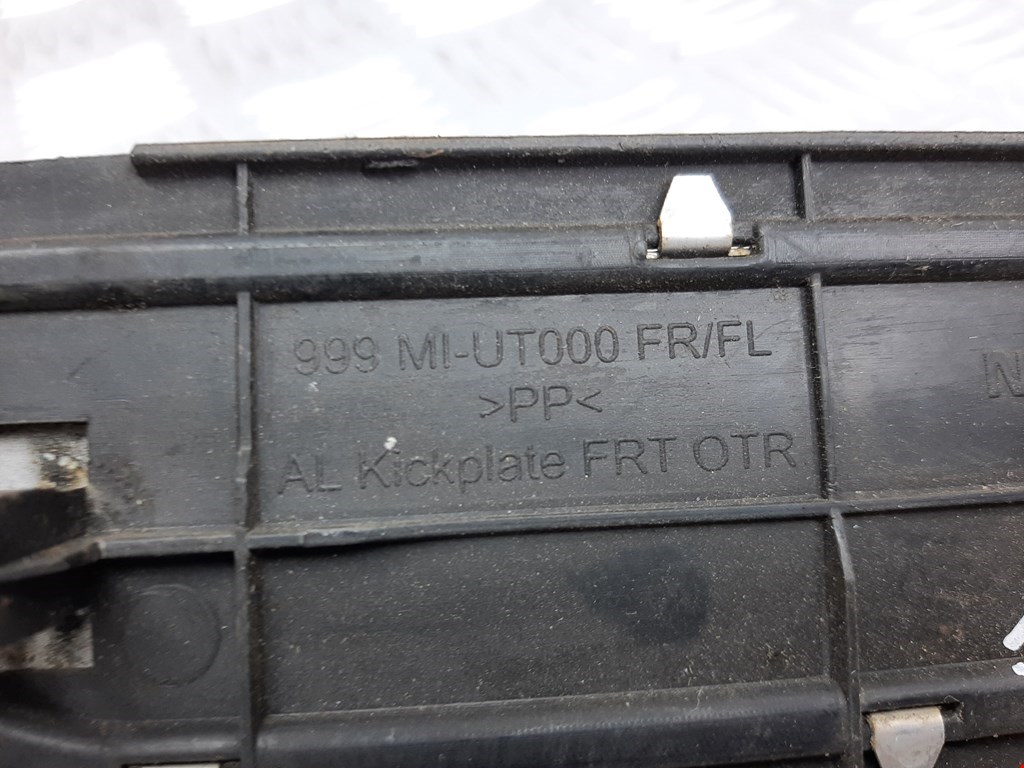 999 MI-UT000 FR/FL
>PP<
AL Kickplate FRT OTR
N